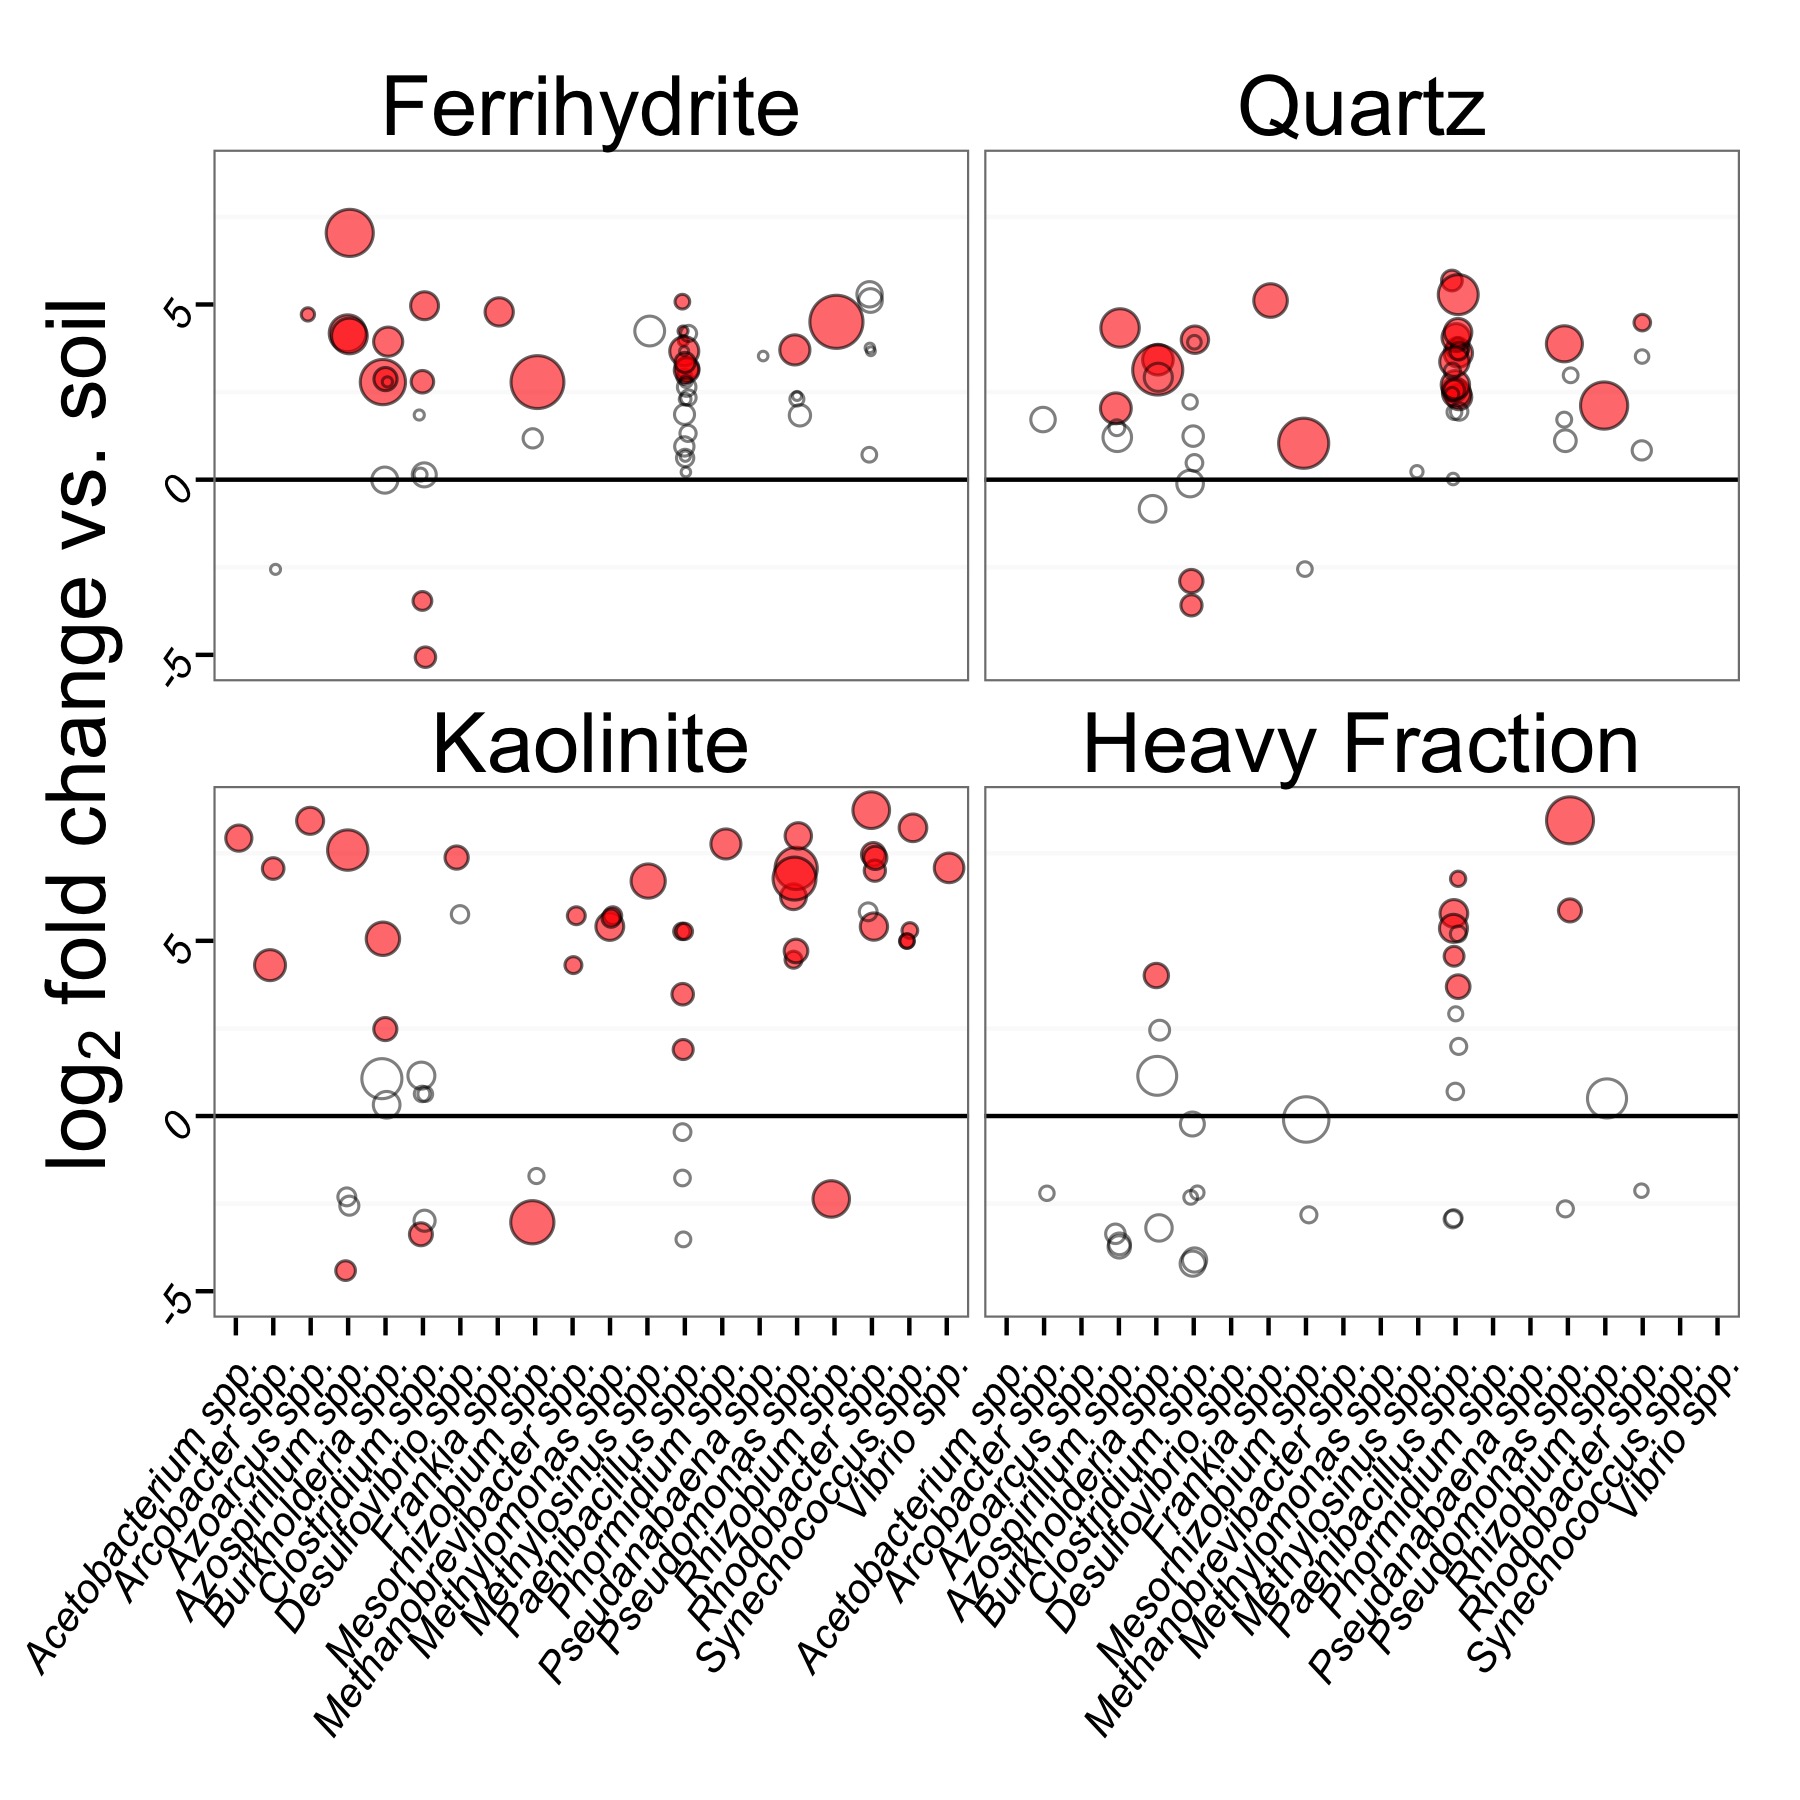 Ferrihydrite
Quartz
log2 fold change vs. soil
5
0
-5
Kaolinite
Heavy Fraction
5
0
-5
Acetobacterium spp.
Arcobacter spp.
Azoarcus spp.
Azospirillum spp.
Burkholderia spp.
Clostridium spp.
Desulfovibrio spp.
Frankia spp.
Mesorhizobium spp.
Methanobrevibacter spp.
Methylomonas spp.
Methylosinus spp.
Paenibacillus spp.
Phormidium spp.
Pseudanabaena spp.
Pseudomonas spp.
Rhizobium spp.
Rhodobacter spp.
Synechococcus spp.
Vibrio spp.
Acetobacterium spp.
Arcobacter spp.
Azoarcus spp.
Azospirillum spp.
Burkholderia spp.
Clostridium spp.
Desulfovibrio spp.
Frankia spp.
Mesorhizobium spp.
Methanobrevibacter spp.
Methylomonas spp.
Methylosinus spp.
Paenibacillus spp.
Phormidium spp.
Pseudanabaena spp.
Pseudomonas spp.
Rhizobium spp.
Rhodobacter spp.
Synechococcus spp.
Vibrio spp.